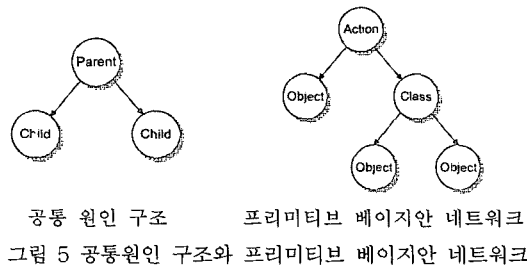 Action
Parent
Object Class
Child Child
Object Object
공통 원인 구조 프리미티브 베이지안 네트워크
그림 5 공통원인 구조와 프리미티브 베이지안 네트워크